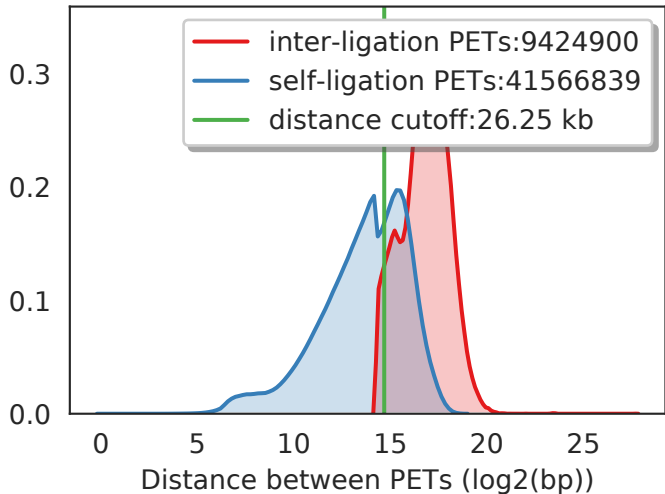 inter-ligation PETs:9424900
self-ligation PETs:41566839
distance cutoff:26.25 kb
0.3
0.2
0.1
0.0
0 5 10 15 20 25
Distance between PETs (log2(bp))